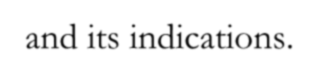 and its indications.